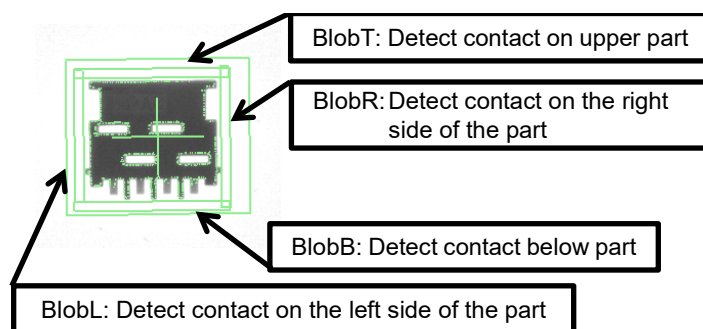 BlobT: Detect contact on upper part
BlobR: Detect contact on the right
side of the part
BlobB: Detect contact below part
BlobL: Detect contact on the left side of the part